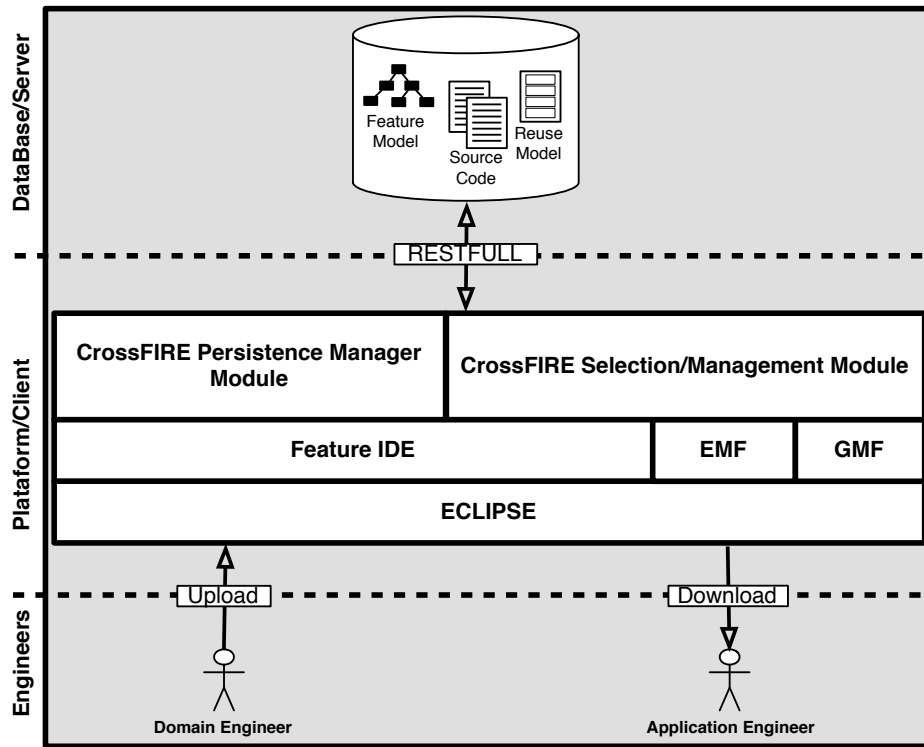 DataBase/Server
Feature
Model
Source
Code
Reuse
Model
RESTFULL
Plataform/Client
CrossFIRE Persistence Manager
Module
CrossFIRE Selection/Management Module
Feature IDE
EMF
GMF
ECLIPSE
Upload
Download
Engineers
Domain Engineer
Application Engineer